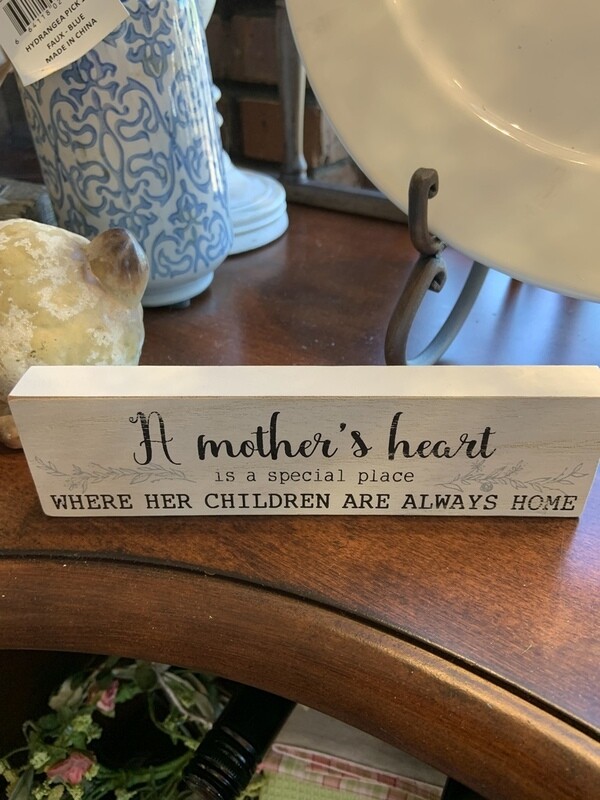 HYDRANGEA PICK
FAUX - BLUE
MADE IN CHINA
A mother's heart
is a special place
WHERE HER CHILDREN ARE ALWAYS HOME